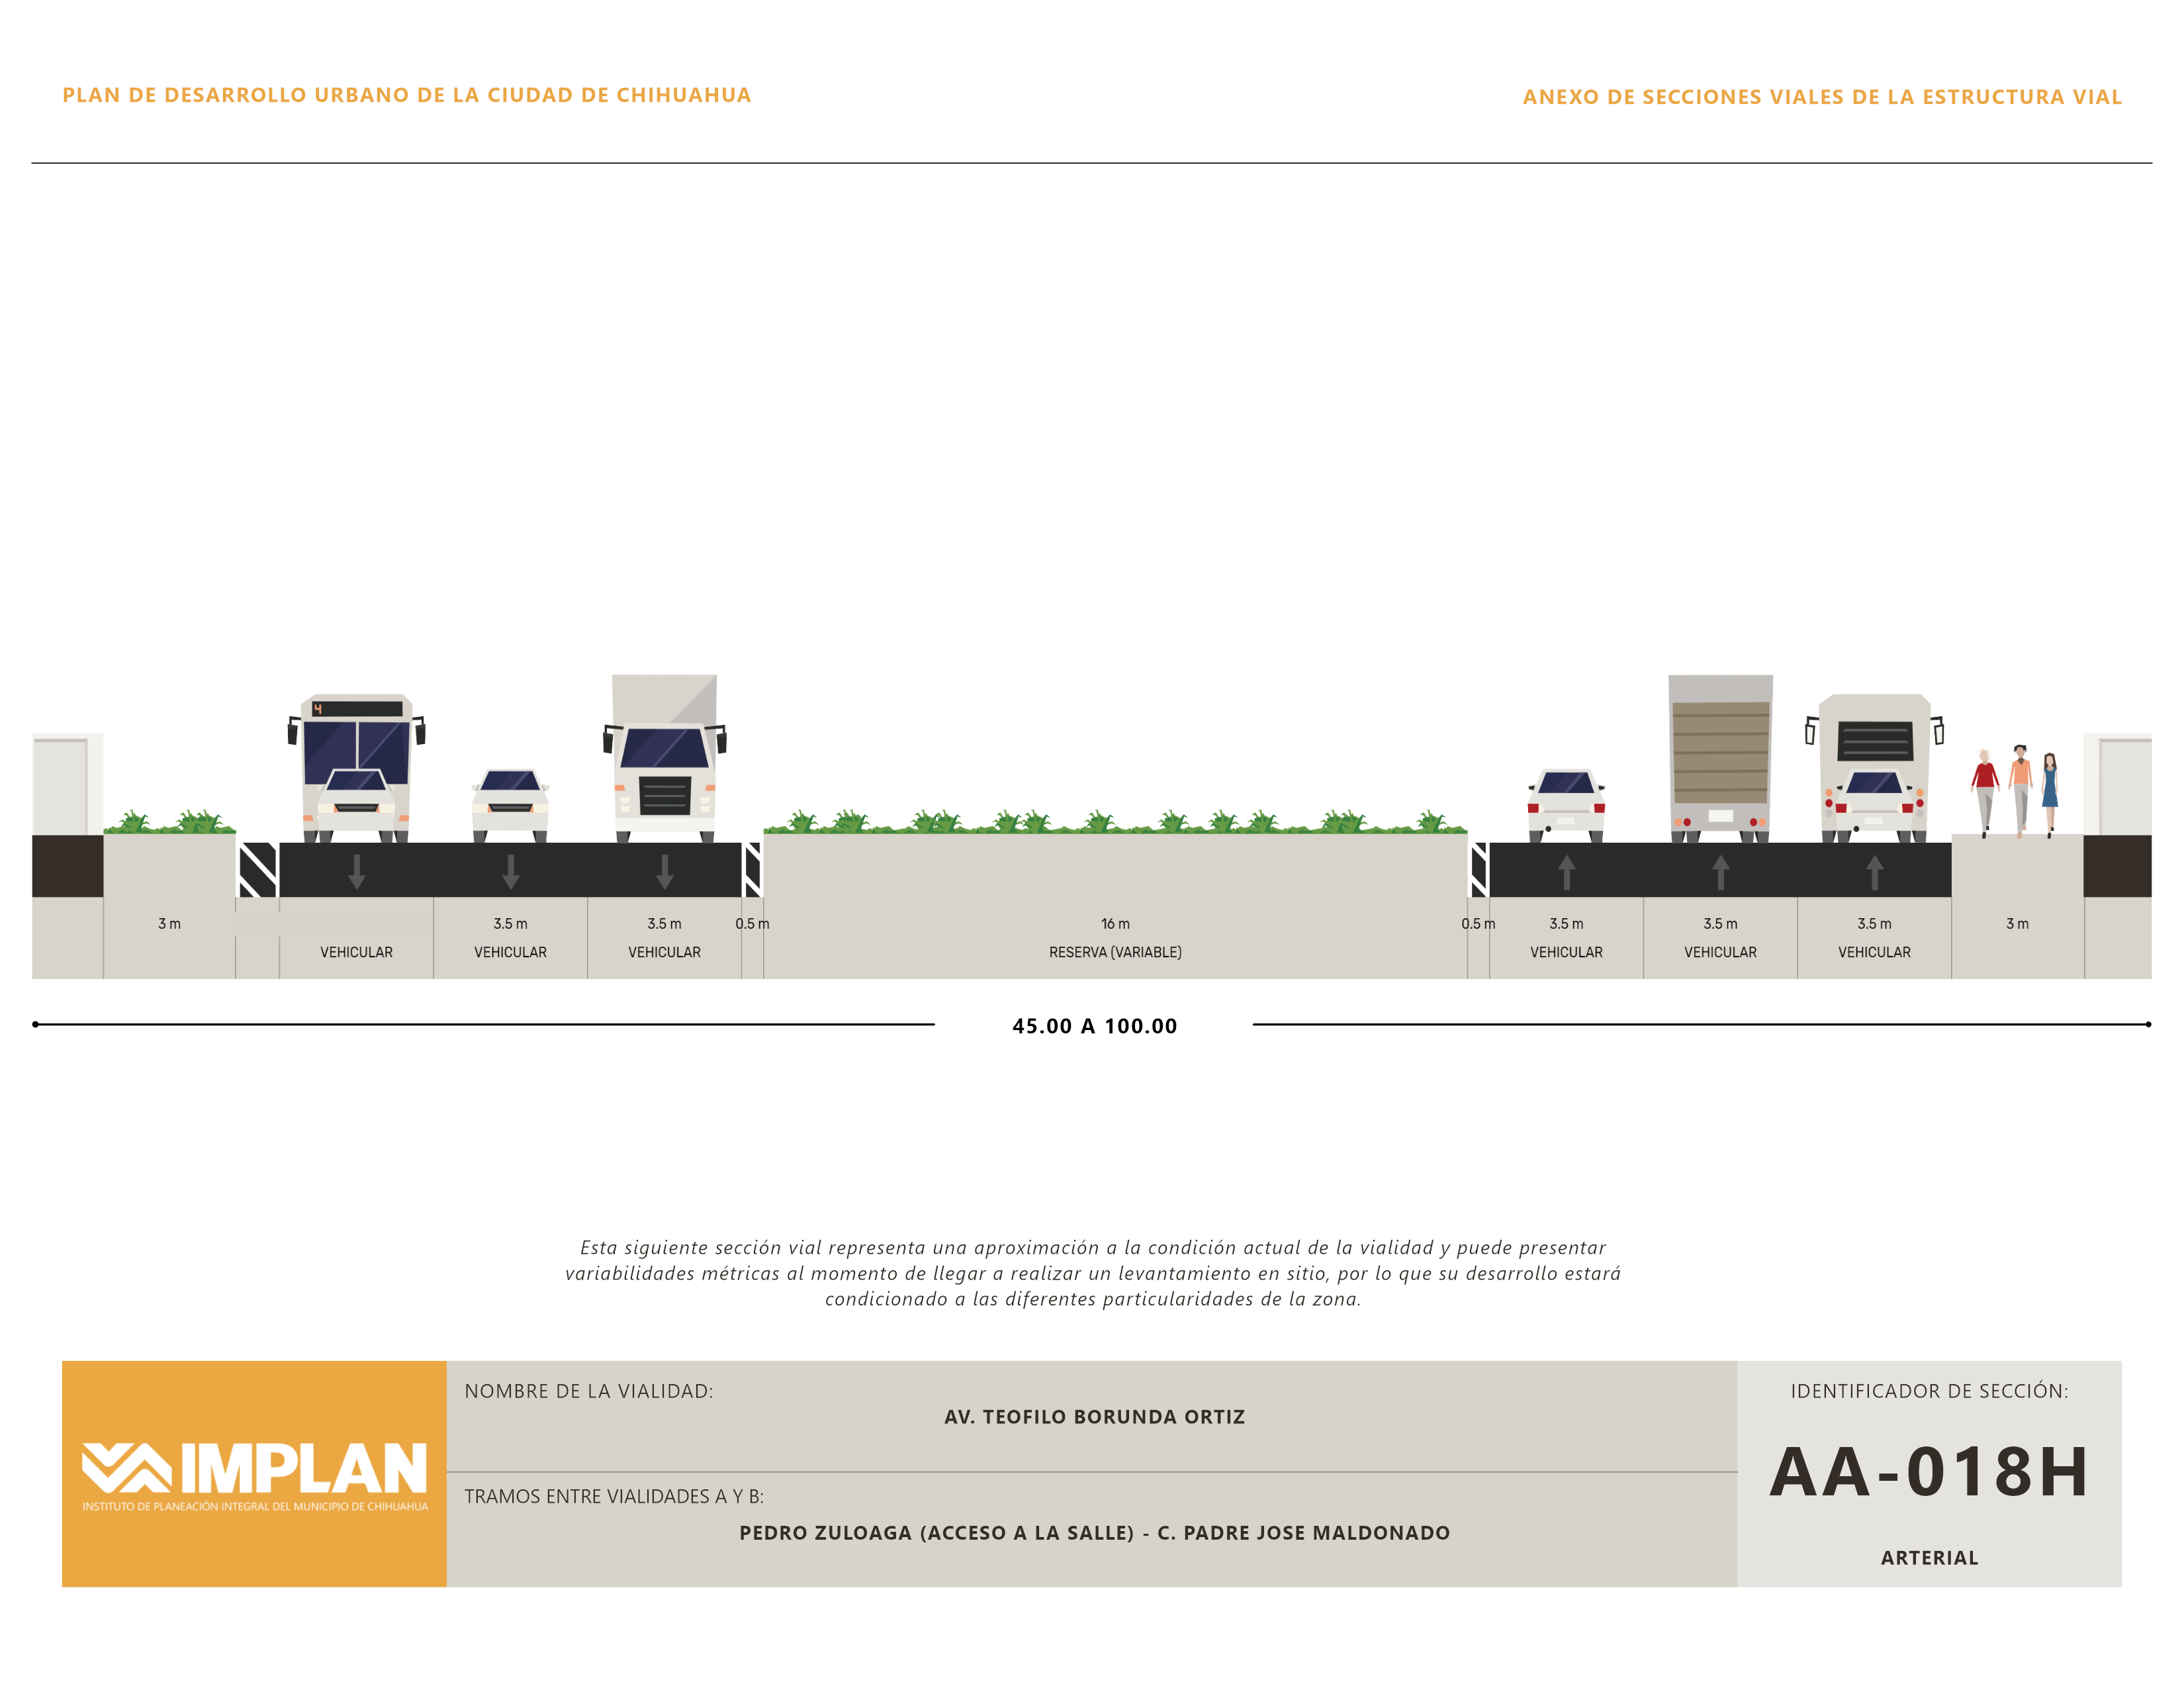 PLAN DE DESARROLLO URBANO DE LA CIUDAD DE CHIHUAHUA
ANEXO DE SECCIONES VIALES DE LA ESTRUCTURA VIAL
4
3 m
3.5 m
3.5 m
0.5 m
16 m
0.5 m
3.5 m
3.5 m
3.5 m
3 m
VEHICULAR
VEHICULAR
VEHICULAR
RESERVA (VARIABLE)
VEHICULAR
VEHICULAR
VEHICULAR
45.00 A 100.00
Esta siguiente sección vial representa una aproximación a la condición actual de la vialidad y puede presentar
variabilidades métricas al momento de llegar a realizar un levantamiento en sitio, por lo que su desarrollo estará
condicionado a las diferentes particularidades de la zona.
IMPLAN
INSTITUTO DE PLANEACIÓN INTEGRAL DEL MUNICIPIO DE CHIHUAHUA
NOMBRE DE LA VIALIDAD:
AV. TEOFILO BORUNDA ORTIZ
TRAMOS ENTRE VIALIDADES A Y B:
PEDRO ZULOAGA (ACCESO A LA SALLE) - C. PADRE JOSE MALDONADO
IDENTIFICADOR DE SECCIÓN:
AA-018H
ARTERIAL